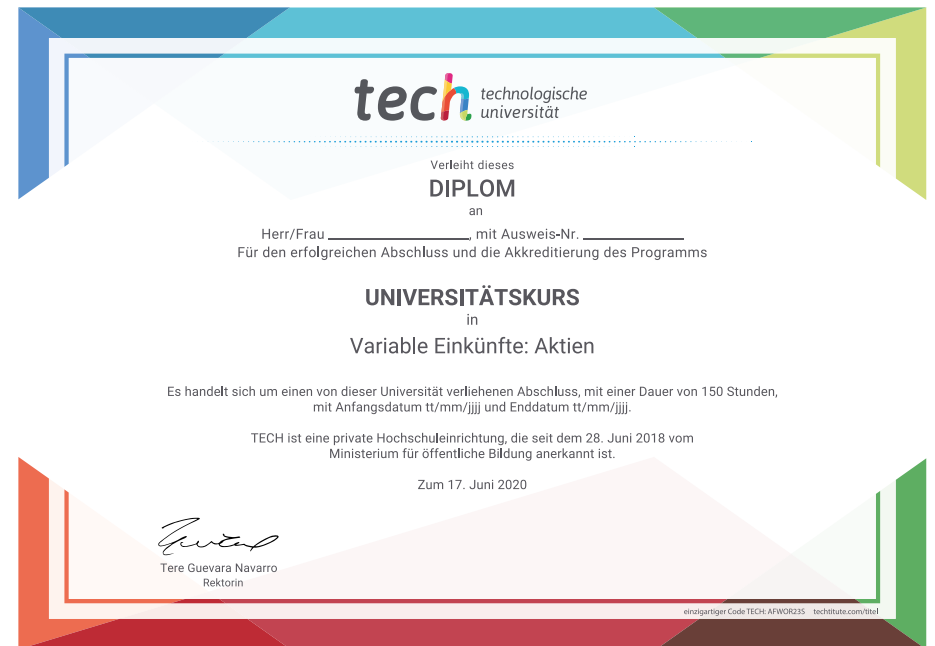 tech technologische
universität
Verleiht dieses
DIPLOM
an
Herr/Frau ____________, mit Ausweis-Nr. ____________
Für den erfolgreichen Abschluss und die Akkreditierung des Programms
UNIVERSITÄTSKURS
in
Variable Einkünfte: Aktien
Es handelt sich um einen von dieser Universität verliehenen Abschluss, mit einer Dauer von 150 Stunden,
mit Anfangsdatum tt/mm/jjjj und Enddatum tt/mm/jjjj.
TECH ist eine private Hochschuleinrichtung, die seit dem 28. Juni 2018 vom
Ministerium für öffentliche Bildung anerkannt ist.
Zum 17. Juni 2020
Tere Guevara Navarro
Rektorin
einzigartiger Code TECH: AFWOR23S techtitute.com/titel